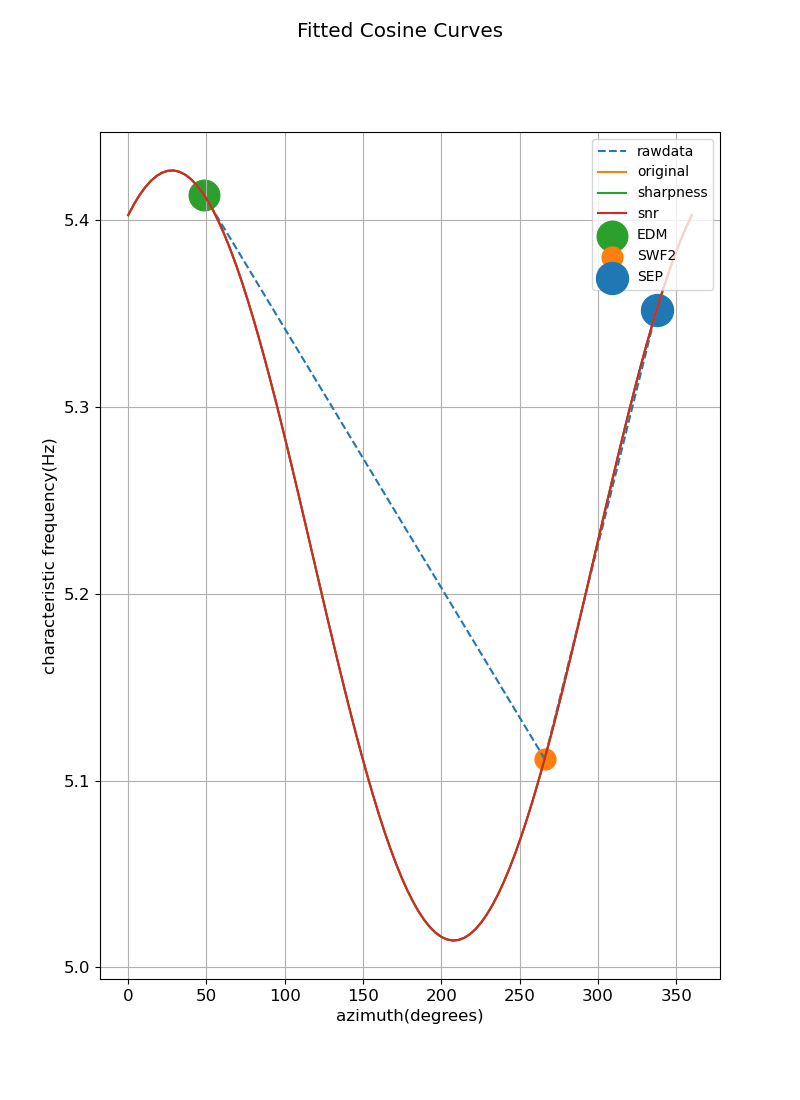 Fitted Cosine Curves
rawdata
original
sharpness
snr
EDM
SWF2
SEP
5.4
5.3
5.2
5.1
5.0
characteristic frequency(Hz)
0 50 100 150 200 250 300 350
azimuth(degrees)